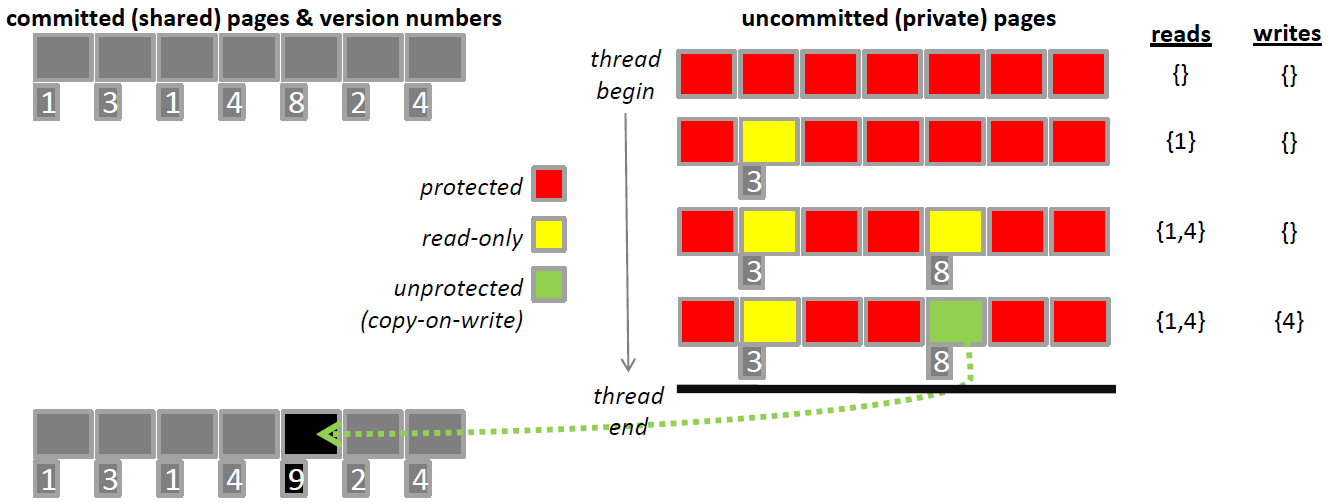 committed (shared) pages & version numbers
uncommitted (private) pages
reads
writes
1 3 1 4 8 2 4
thread
begin
{}
{}
3
{1}
{}
protected
read-only
unprotected
(copy-on-write)
3 8
{1,4}
{}
3 8
{1,4}
{4}
thread
end
1 3 1 4 9 2 4